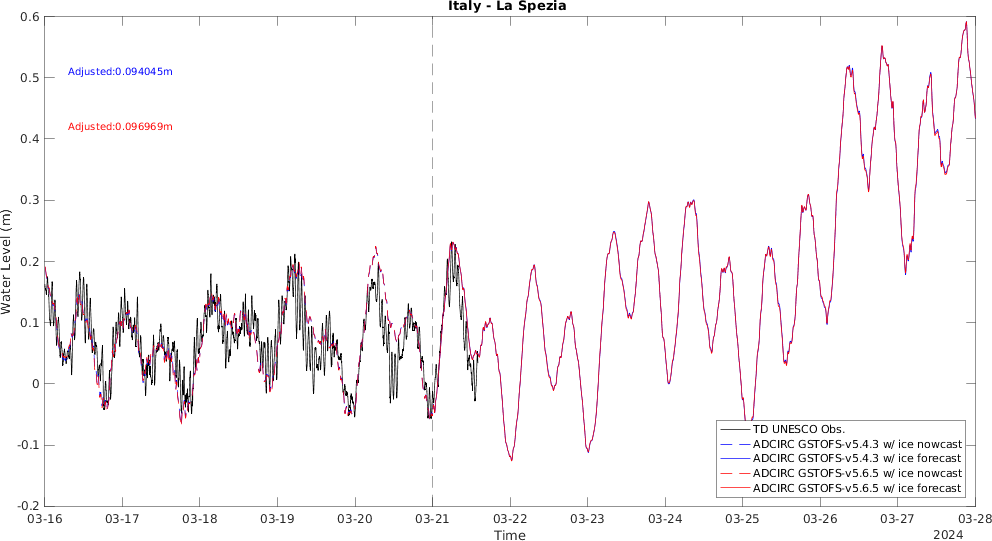 Italy - La Spezia
0.6
0.5
0.4
0.3
0.2
0.1
0
-0.1
-0.2
Water Level (m)
Adjusted:0.094045m
Adjusted:0.096969m
TD UNESCO Obs.
ADCIRC GSTOFS-v5.4.3 w/ ice nowcast
ADCIRC GSTOFS-v5.4.3 w/ ice forecast
ADCIRC GSTOFS-v5.6.5 w/ ice nowcast
ADCIRC GSTOFS-v5.6.5 w/ ice forecast
03-16 03-17 03-18 03-19 03-20 03-21 03-22 03-23 03-24 03-25 03-26 03-27 03-28
Time
2024